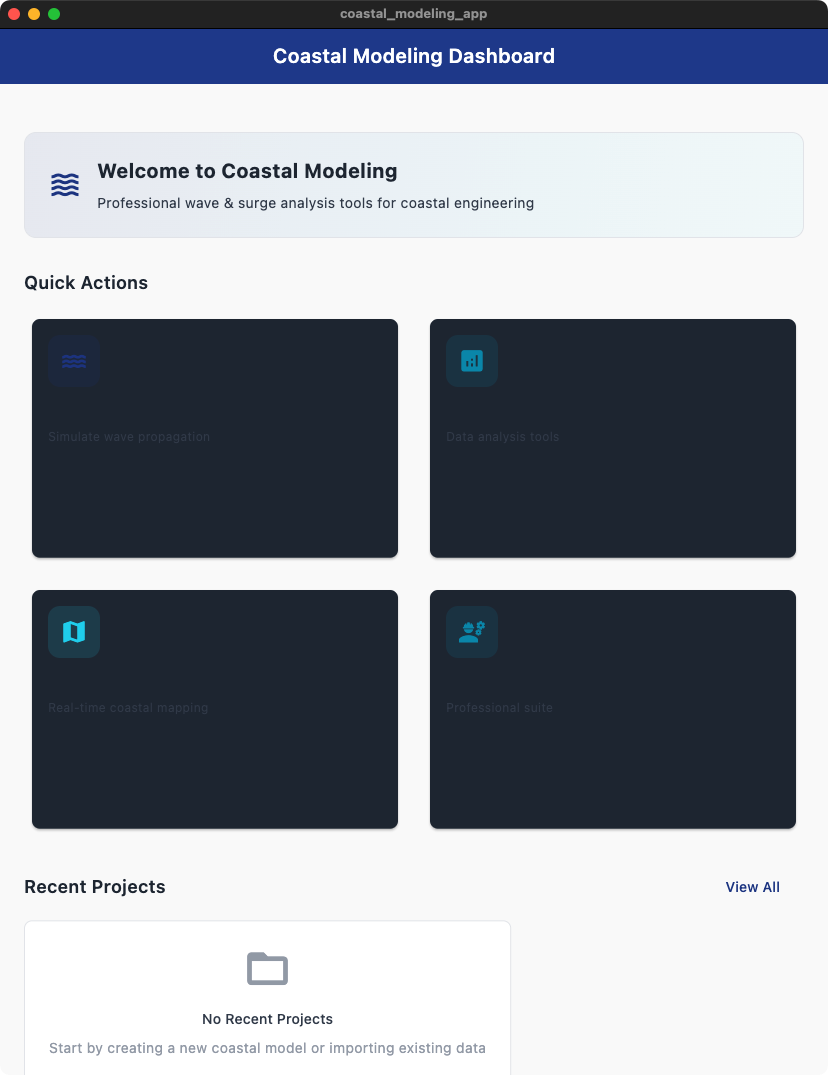 coastal_modeling_app
Coastal Modeling Dashboard
Welcome to Coastal Modeling
Professional wave & surge analysis tools for coastal engineering
Quick Actions
Simulate wave propagation
Data analysis tools
Real-time coastal mapping
Professional suite
Recent Projects
View All
No Recent Projects
Start by creating a new coastal model or importing existing data